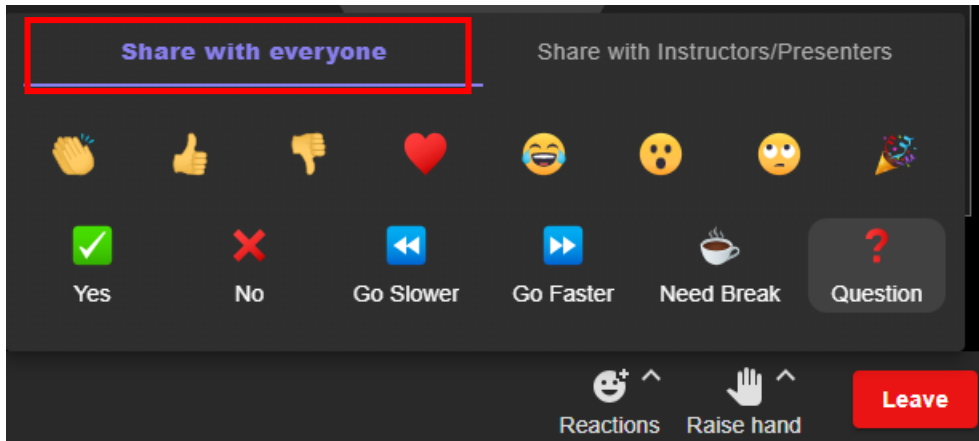 Share with everyone Share with Instructors/Presenters
Yes No Go Slower Go Faster Need Break Question
Reactions Raise hand Leave